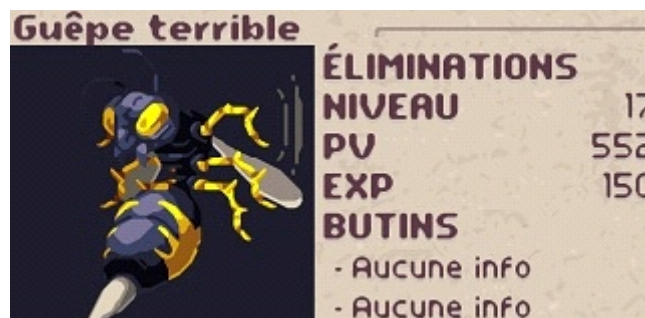 Guêpe terrible
ÉLIMINATIONS
NIVEAU 17
PV 552
EXP 150
BUTINS
- Aucune info
- Aucune info